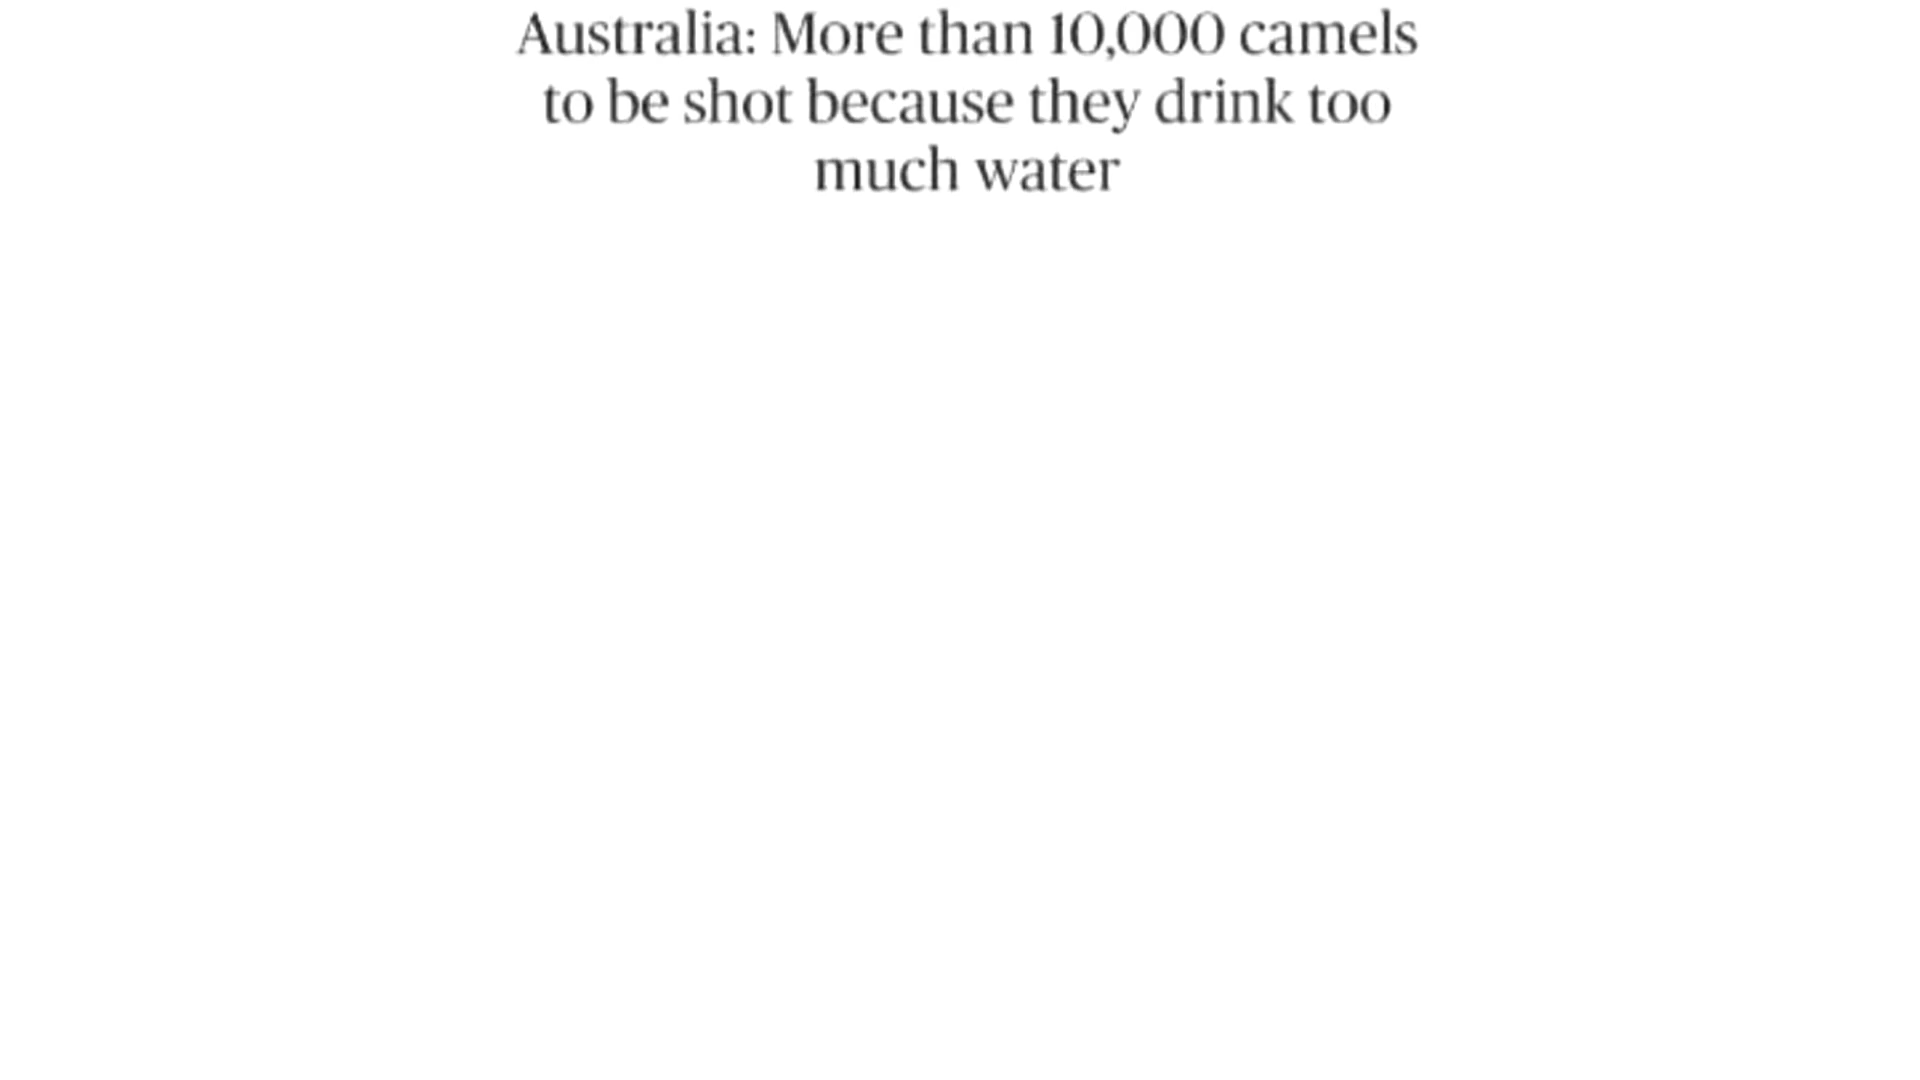 Australia: More than 10,000 camels
to be shot because they drink too
much water